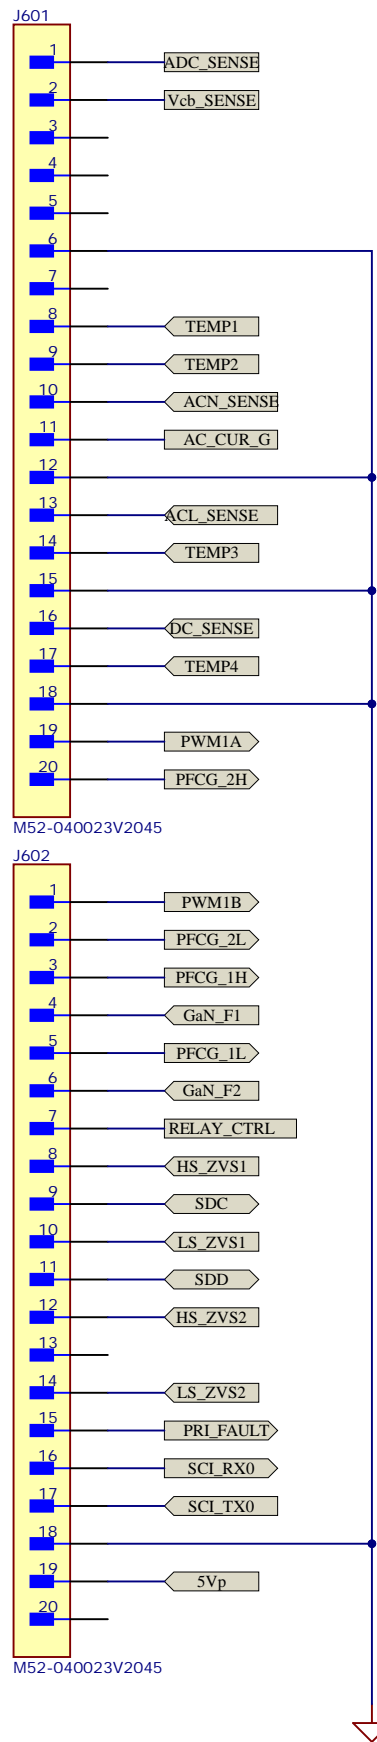 J601
1 ADC_SENSE
2 Vcb_SENSE
3
4
5
6
7
8 TEMP1
9 TEMP2
10 ACN_SENSE
11 AC_CUR_G
12
13 ACL_SENSE
14 TEMP3
15
16 DC_SENSE
17 TEMP4
18
19 PWM1A
20 PFCG_2H
M52-040023V2045
J602
1 PWM1B
2 PFCG_2L
3 PFCG_1H
4 GaN_F1
5 PFCG_1L
6 GaN_F2
7 RELAY_CTRL
8 HS_ZVS1
9 SDC
10 LS_ZVS1
11 SDD
12 HS_ZVS2
13
14 LS_ZVS2
15 PRI_FAULT
16 SCI_RX0
17 SCI_TX0
18
19 5Vp
20
M52-040023V2045